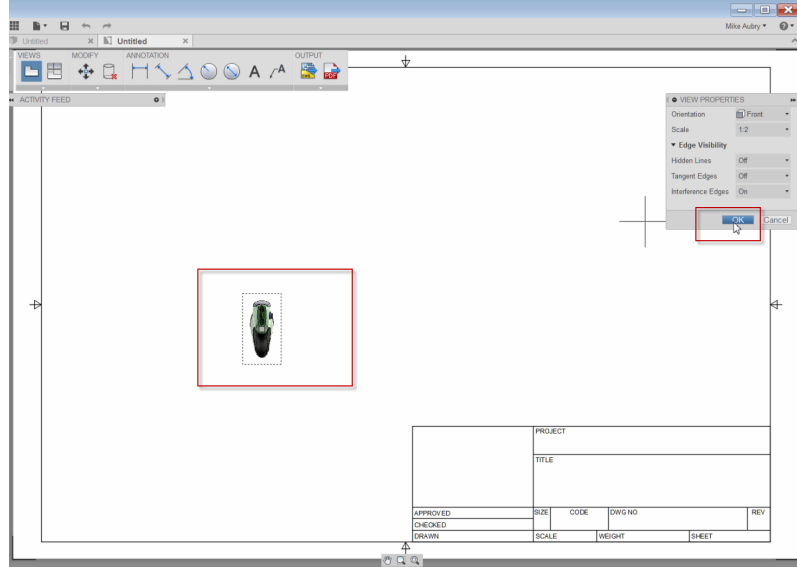 Mike Aubry
Untitled
Untitled
VIEWS MODIFY ANNOTATION OUTPUT
A A PDF
ACTIVITY FEED
VIEW PROPERTIES
Orientation Front
Scale 1:2
Edge Visibility
Hidden Lines Off
Tangent Edges Off
Interference Edges On
OK Cancel
PROJECT
TITLE
APPROVED SIZE CODE DWG NO REV
CHECKED
DRAWN SCALE WEIGHT SHEET